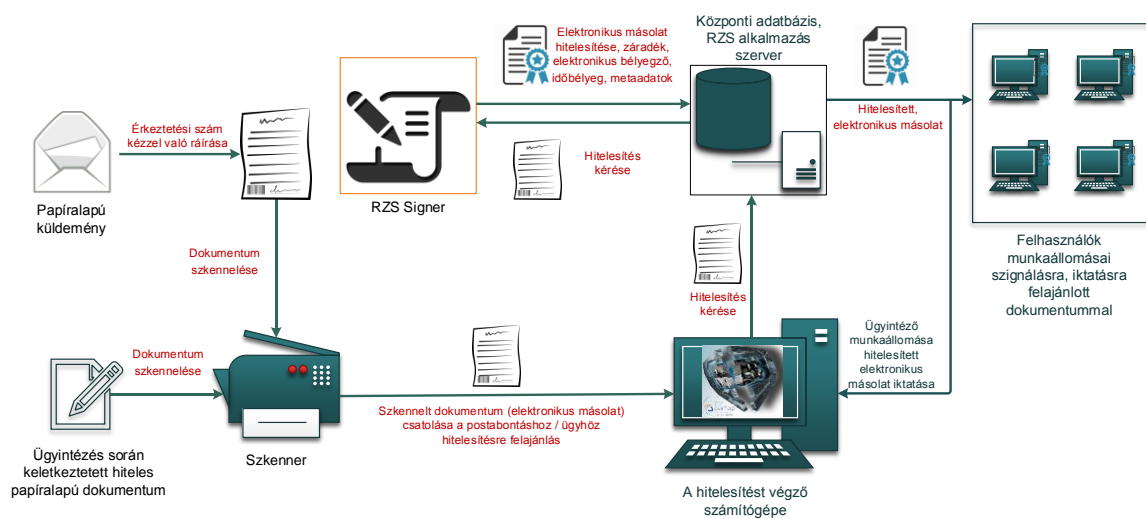 Elektronikus másolat
hitelesítése, záradék,
elektronikus bélyegző,
időbélyeg, metaadatok
Központi adatbázis,
RZS alkalmazás
szerver
Érkeztetési szám
kézzel való ráírása
Hitelesített,
elektronikus másolat
Hitelesítés
kérése
Papíralapú
küldemény
RZS Signer
Felhasználók
munkaállomásai
szignálásra, iktatásra
felajánlott
dokumentummal
Dokumentum
szkennelése
Hitelesítés
kérése
Dokumentum
szkennelése
Ügyintéző
munkaállomása
hitelesített
elektronikus
másolat iktatása
Szkennelt dokumentum (elektronikus másolat)
csatolása a postabontáshoz / ügyhöz
hitelesítésre felajánlás
Ügyintézés során
keletkeztetett hiteles
papíralapú dokumentum
Szkenner
A hitelesítést végző
számítógépe